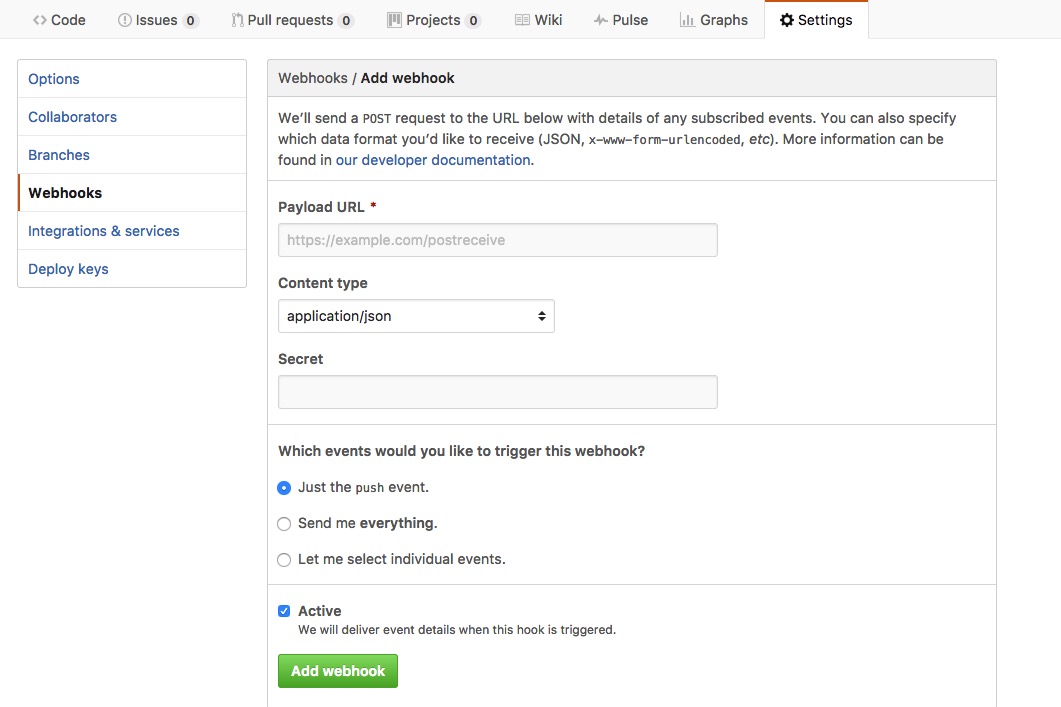 Code Issues 0 Pull requests 0 Projects 0 Wiki Pulse Graphs Settings
Options
Collaborators
Branches
Webhooks
Integrations & services
Deploy keys
Webhooks / Add webhook
We’ll send a POST request to the URL below with details of any subscribed events. You can also specify
which data format you’d like to receive (JSON, x-www-form-urlencoded, etc). More information can be
found in our developer documentation.
Payload URL *
https://example.com/postreceive
Content type
application/json
Secret
Which events would you like to trigger this webhook?
Just the push event.
Send me everything.
Let me select individual events.
Active
We will deliver event details when this hook is triggered.
Add webhook